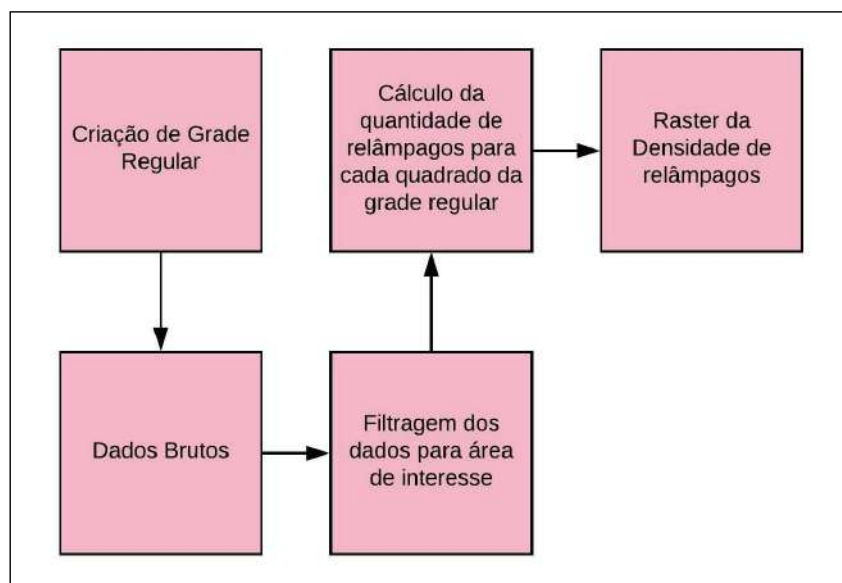 Criação de Grade
Regular
Dados Brutos
Filtragem dos
dados para área
de interesse
Cálculo da
quantidade de
relâmpagos para
cada quadrado da
grade regular
Raster da
Densidade de
relâmpagos